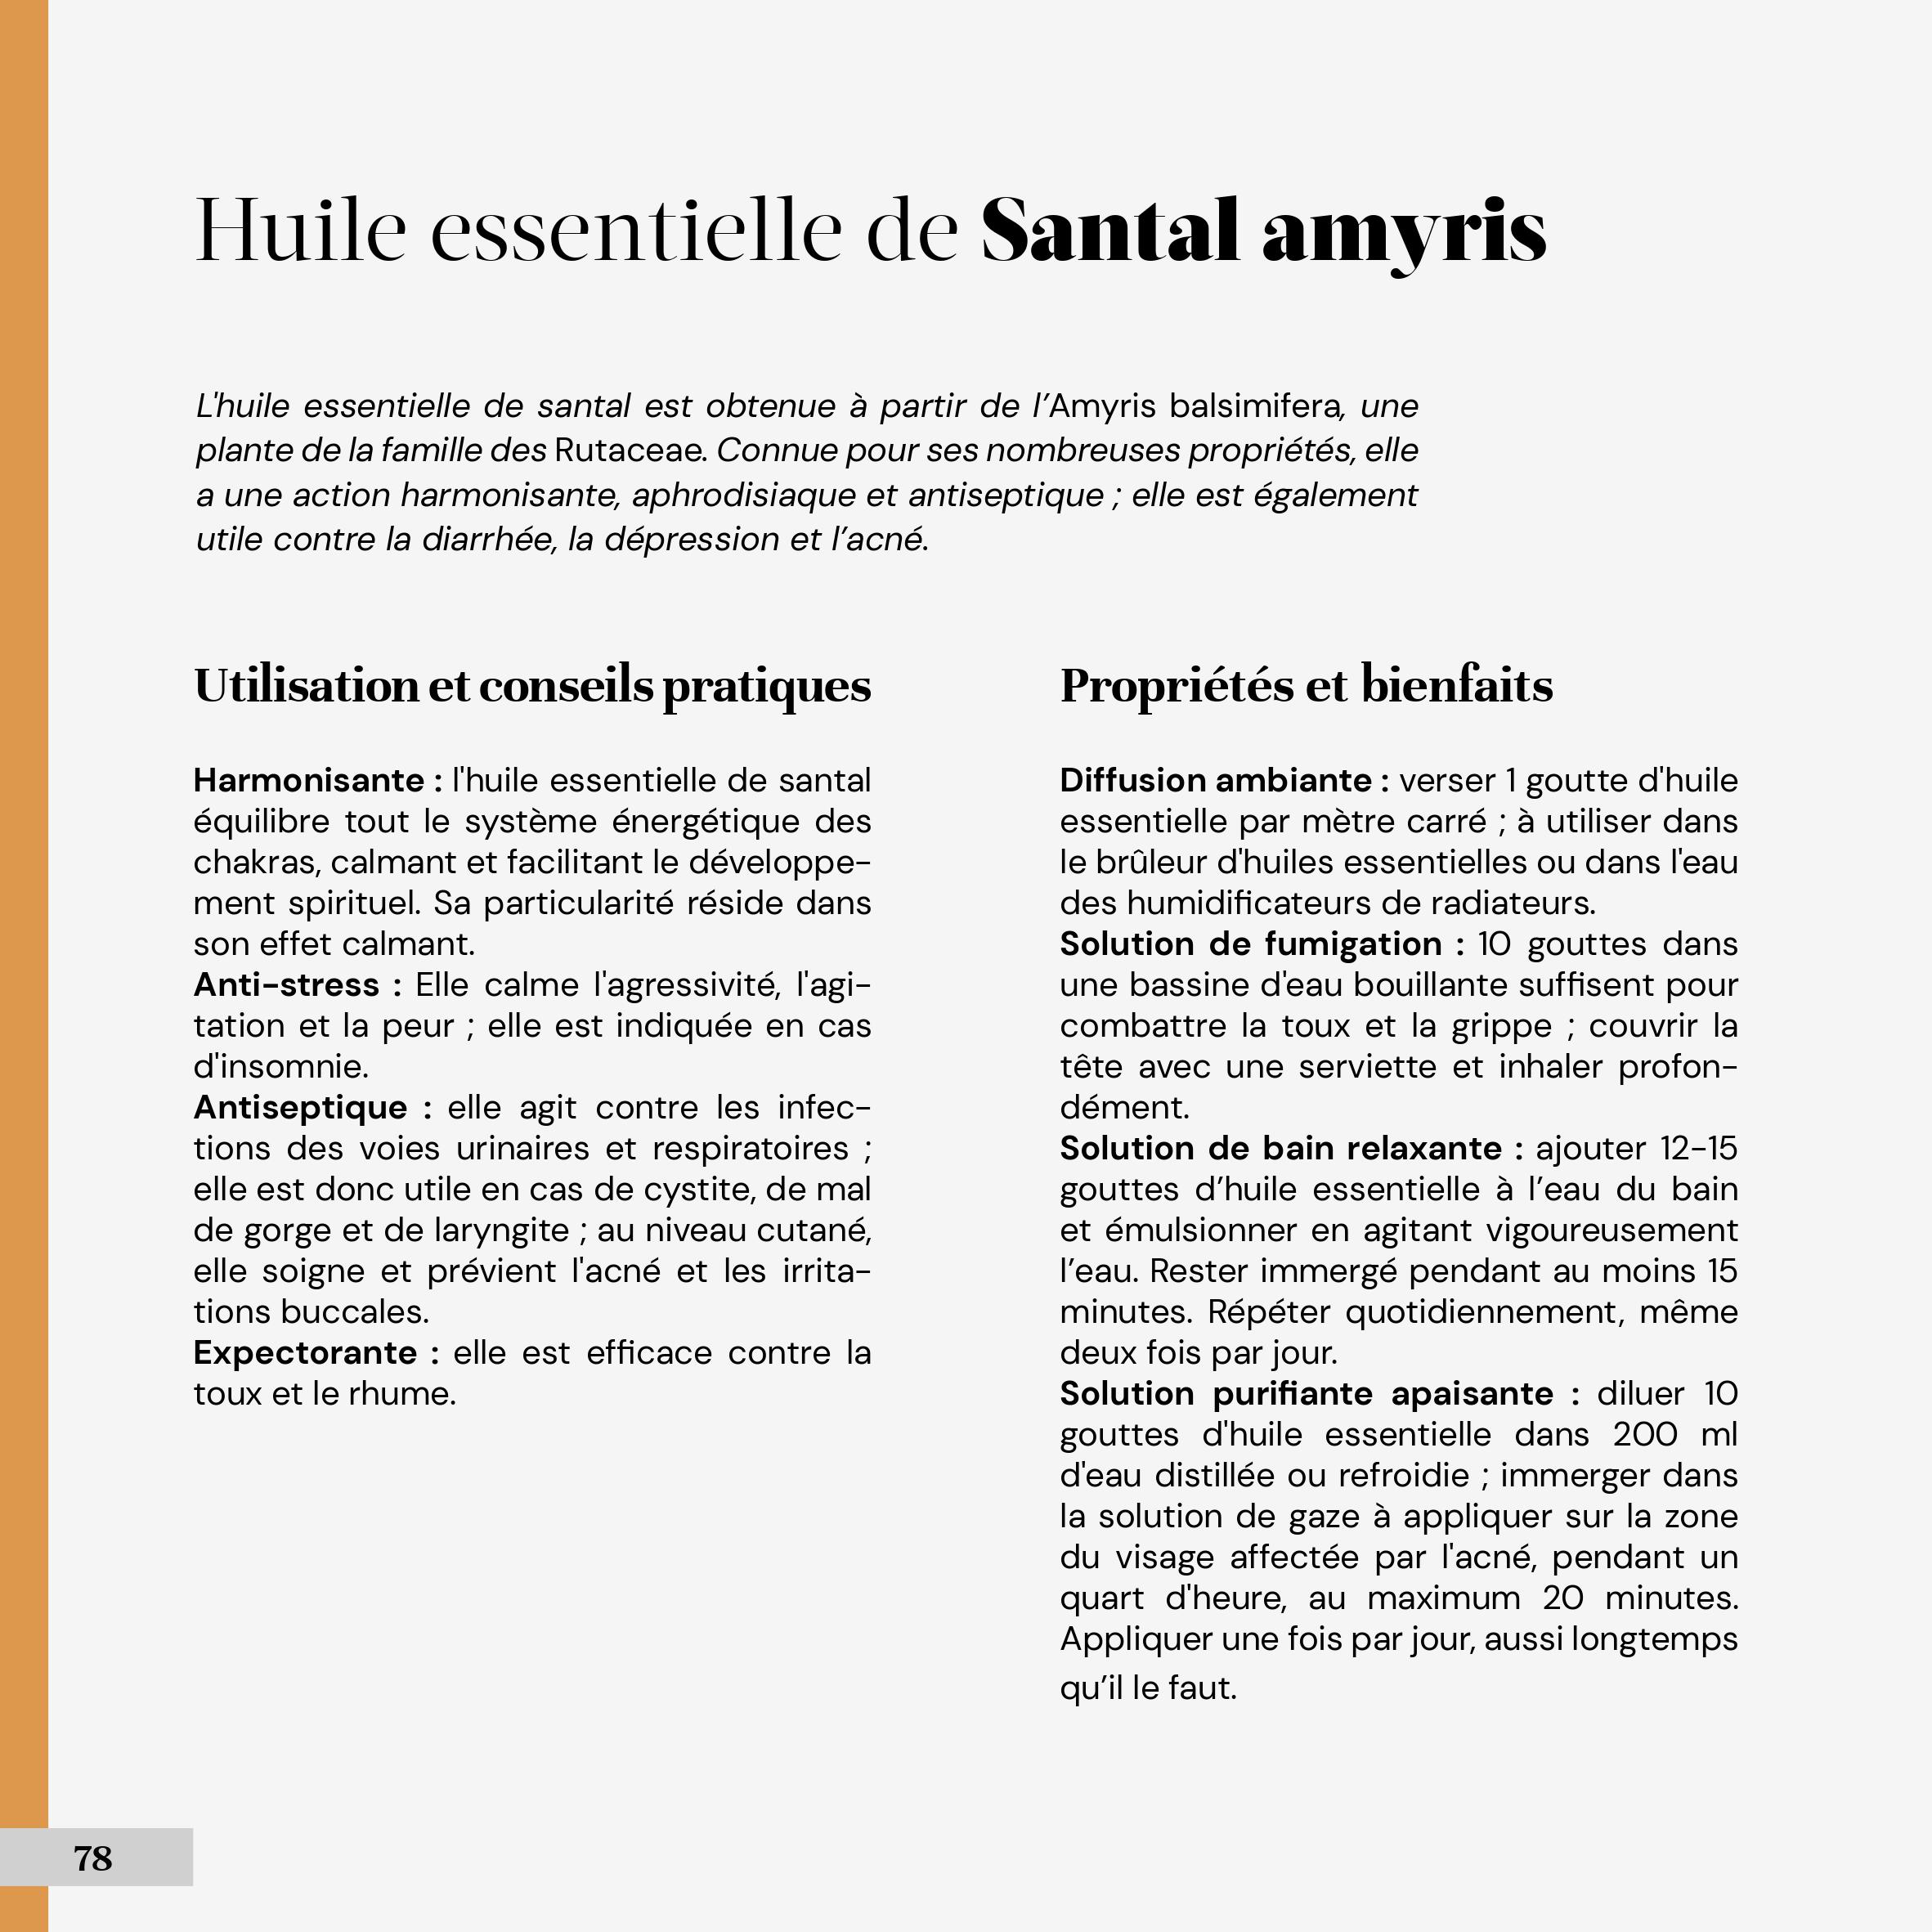 Huile essentielle de Santal amyris
L'huile essentielle de santal est obtenue à partir de l’Amyris balsimifera, une
plante de la famille des Rutaceae. Connue pour ses nombreuses propriétés, elle
a une action harmonisante, aphrodisiaque et antiseptique ; elle est également
utile contre la diarrhée, la dépression et l’acné.
Utilisation et conseils pratiques
Harmonisante : l'huile essentielle de santal
équilibre tout le système énergétique des
chakras, calmant et facilitant le développe-
ment spirituel. Sa particularité réside dans
son effet calmant.
Anti-stress : Elle calme l'agressivité, l'agi-
tation et la peur ; elle est indiquée en cas
d'insomnie.
Antiseptique : elle agit contre les infec-
tions des voies urinaires et respiratoires ;
elle est donc utile en cas de cystite, de mal
de gorge et de laryngite ; au niveau cutané,
elle soigne et prévient l'acné et les irrita-
tions buccales.
Expectorante : elle est efficace contre la
toux et le rhume.
Propriétés et bienfaits
Diffusion ambiante : verser 1 goutte d'huile
essentielle par mètre carré ; à utiliser dans
le brûleur d'huiles essentielles ou dans l'eau
des humidificateurs de radiateurs.
Solution de fumigation : 10 gouttes dans
une bassine d'eau bouillante suffisent pour
combattre la toux et la grippe ; couvrir la
tête avec une serviette et inhaler profon-
dément.
Solution de bain relaxante : ajouter 12-15
gouttes d’huile essentielle à l’eau du bain
et émulsionner en agitant vigoureusement
l’eau. Rester immergé pendant au moins 15
minutes. Répéter quotidiennement, même
deux fois par jour.
Solution purifiante apaisante : diluer 10
gouttes d'huile essentielle dans 200 ml
d'eau distillée ou refroidie ; immerger dans
la solution de gaze à appliquer sur la zone
du visage affectée par l'acné, pendant un
quart d'heure, au maximum 20 minutes.
Appliquer une fois par jour, aussi longtemps
qu’il le faut.
78